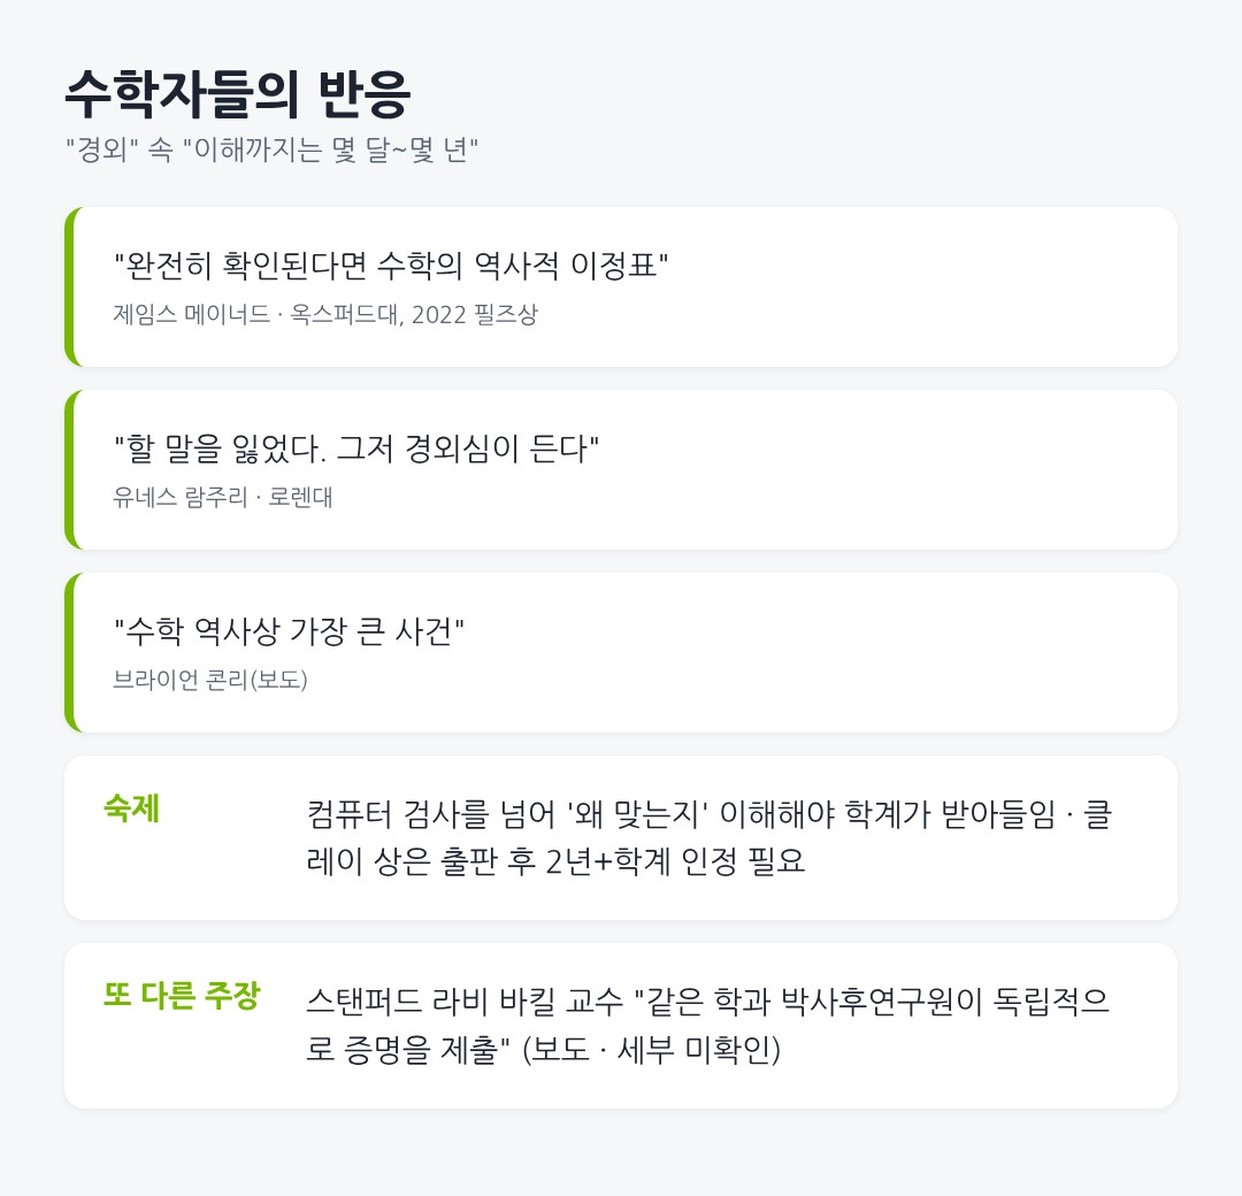 수학자들의 반응
"경외" 속 "이해까지는 몇 달~몇 년"
"완전히 확인된다면 수학의 역사적 이정표"
제임스 메이너드 · 옥스퍼드대, 2022 필즈상
"할 말을 잃었다. 그저 경외심이 든다"
유네스 람주리 · 로렌대
"수학 역사상 가장 큰 사건"
브라이언 콘리(보도)
숙제
컴퓨터 검사를 넘어 '왜 맞는지' 이해해야 학계가 받아들임 · 클
레이 상은 출판 후 2년+학계 인정 필요
또 다른 주장
스탠퍼드 라비 바킬 교수 "같은 학과 박사후연구원이 독립적으
로 증명을 제출" (보도 · 세부 미확인)